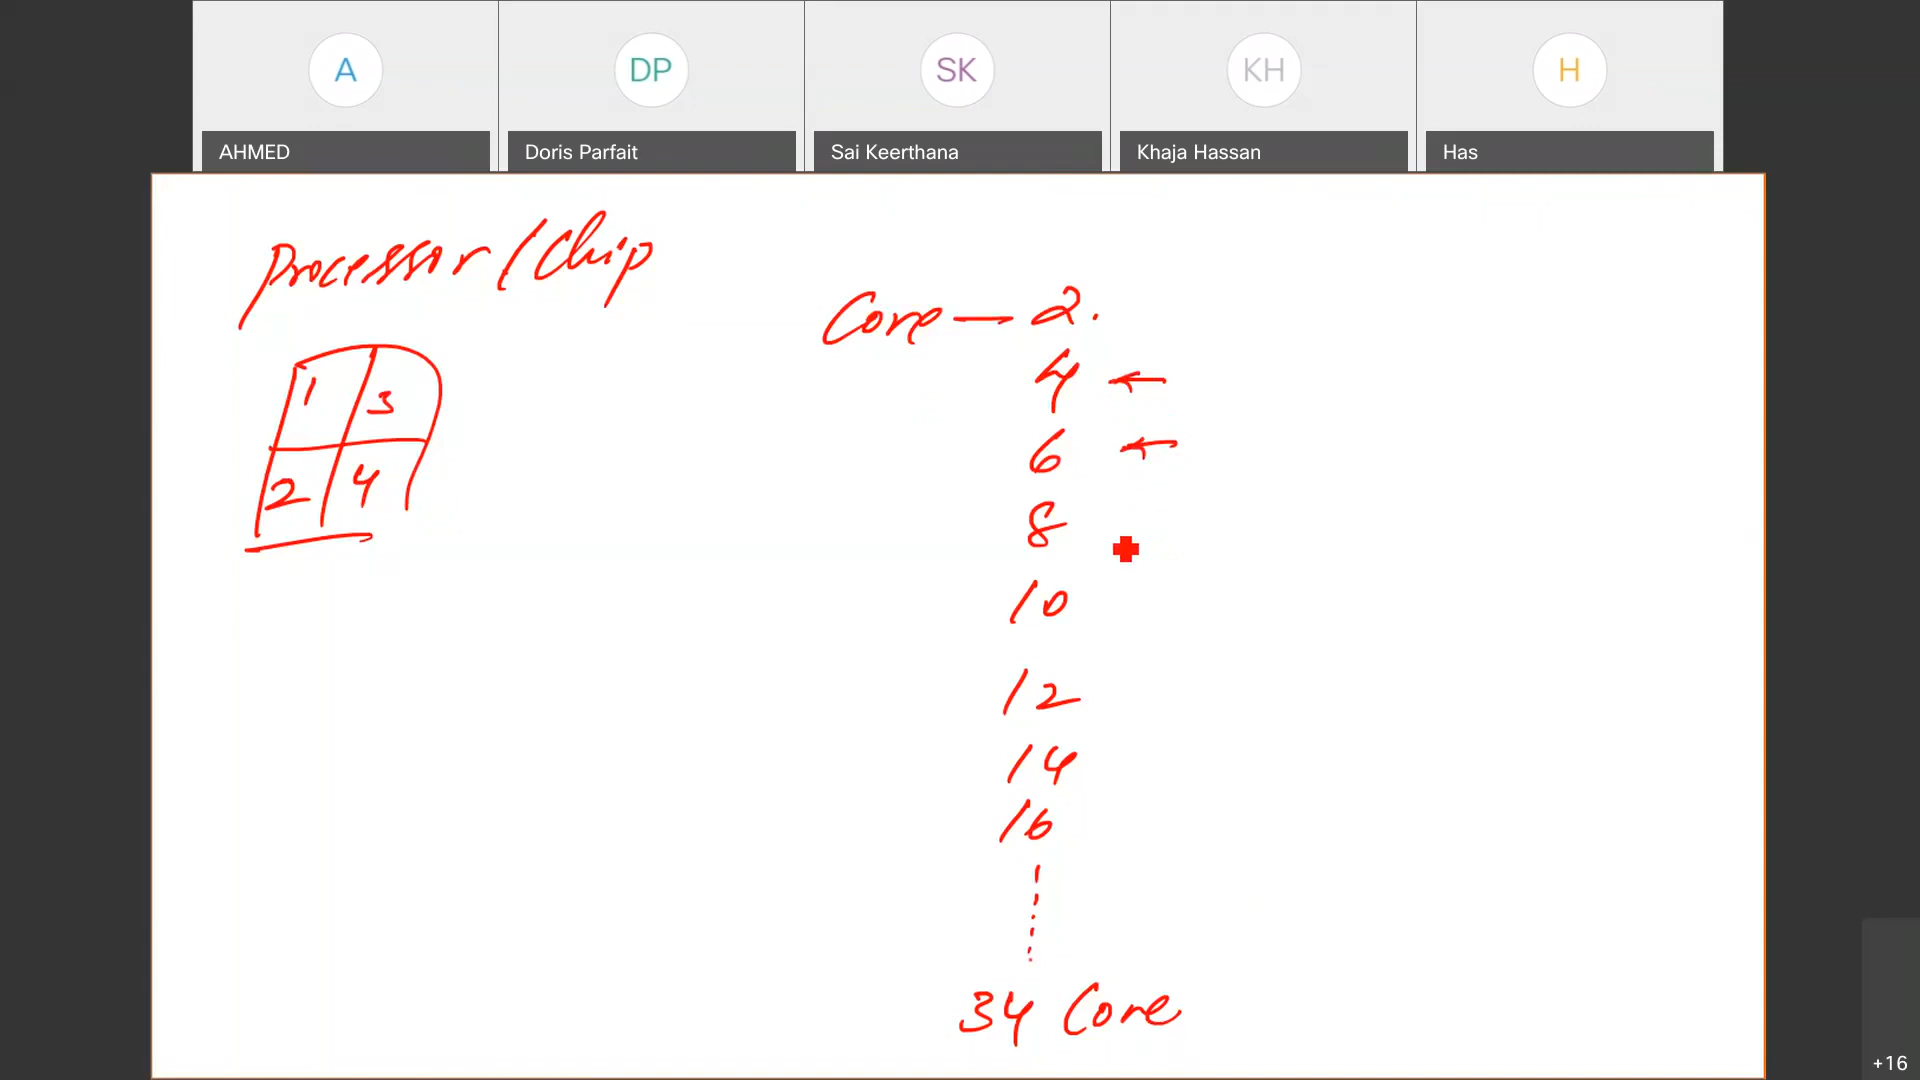 A DP SK KH H
AHMED Doris Parfait Sai Keerthana Khaja Hassan Has
Processor/Chip
Core — 2.
4 ←
6 ←
8
10
12
14
16
34 Core
1 3
2 4
+16